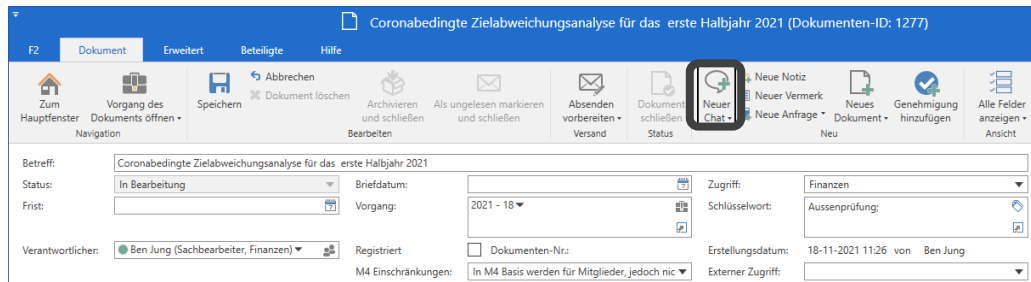 Coronabedingte Zielabweichungsanalyse für das  erste Halbjahr 2021 (Dokumenten-ID: 1277)
F2 Dokument Erweitert Beteiligte Hilfe
Zum Hauptfenster
Vorgang des Dokuments öffnen
Navigation
Speichern
Abbrechen
Dokument löschen
Archivieren und schließen
Als ungelesen markieren und schließen
Bearbeiten
Absenden vorbereiten
Versand
Dokument schließen
Status
Neuer Chat
Neue Notiz
Neuer Vermerk
Neue Anfrage
Neues Dokument
Genehmigung hinzufügen
Neu
Alle Felder anzeigen
Ansicht
Betreff: Coronabedingte Zielabweichungsanalyse für das  erste Halbjahr 2021
Status: In Bearbeitung Briefdatum: Zugriff: Finanzen
Frist: Vorgang: 2021 - 18 Schlüsselwort: Aussenprüfung;
Verantwortlicher: Ben Jung (Sachbearbeiter, Finanzen) Registriert Dokumenten-Nr.: Erstellungsdatum: 18-11-2021 11:26 von Ben Jung
M4 Einschränkungen: In M4 Basis werden für Mitglieder, jedoch nic Externer Zugriff: